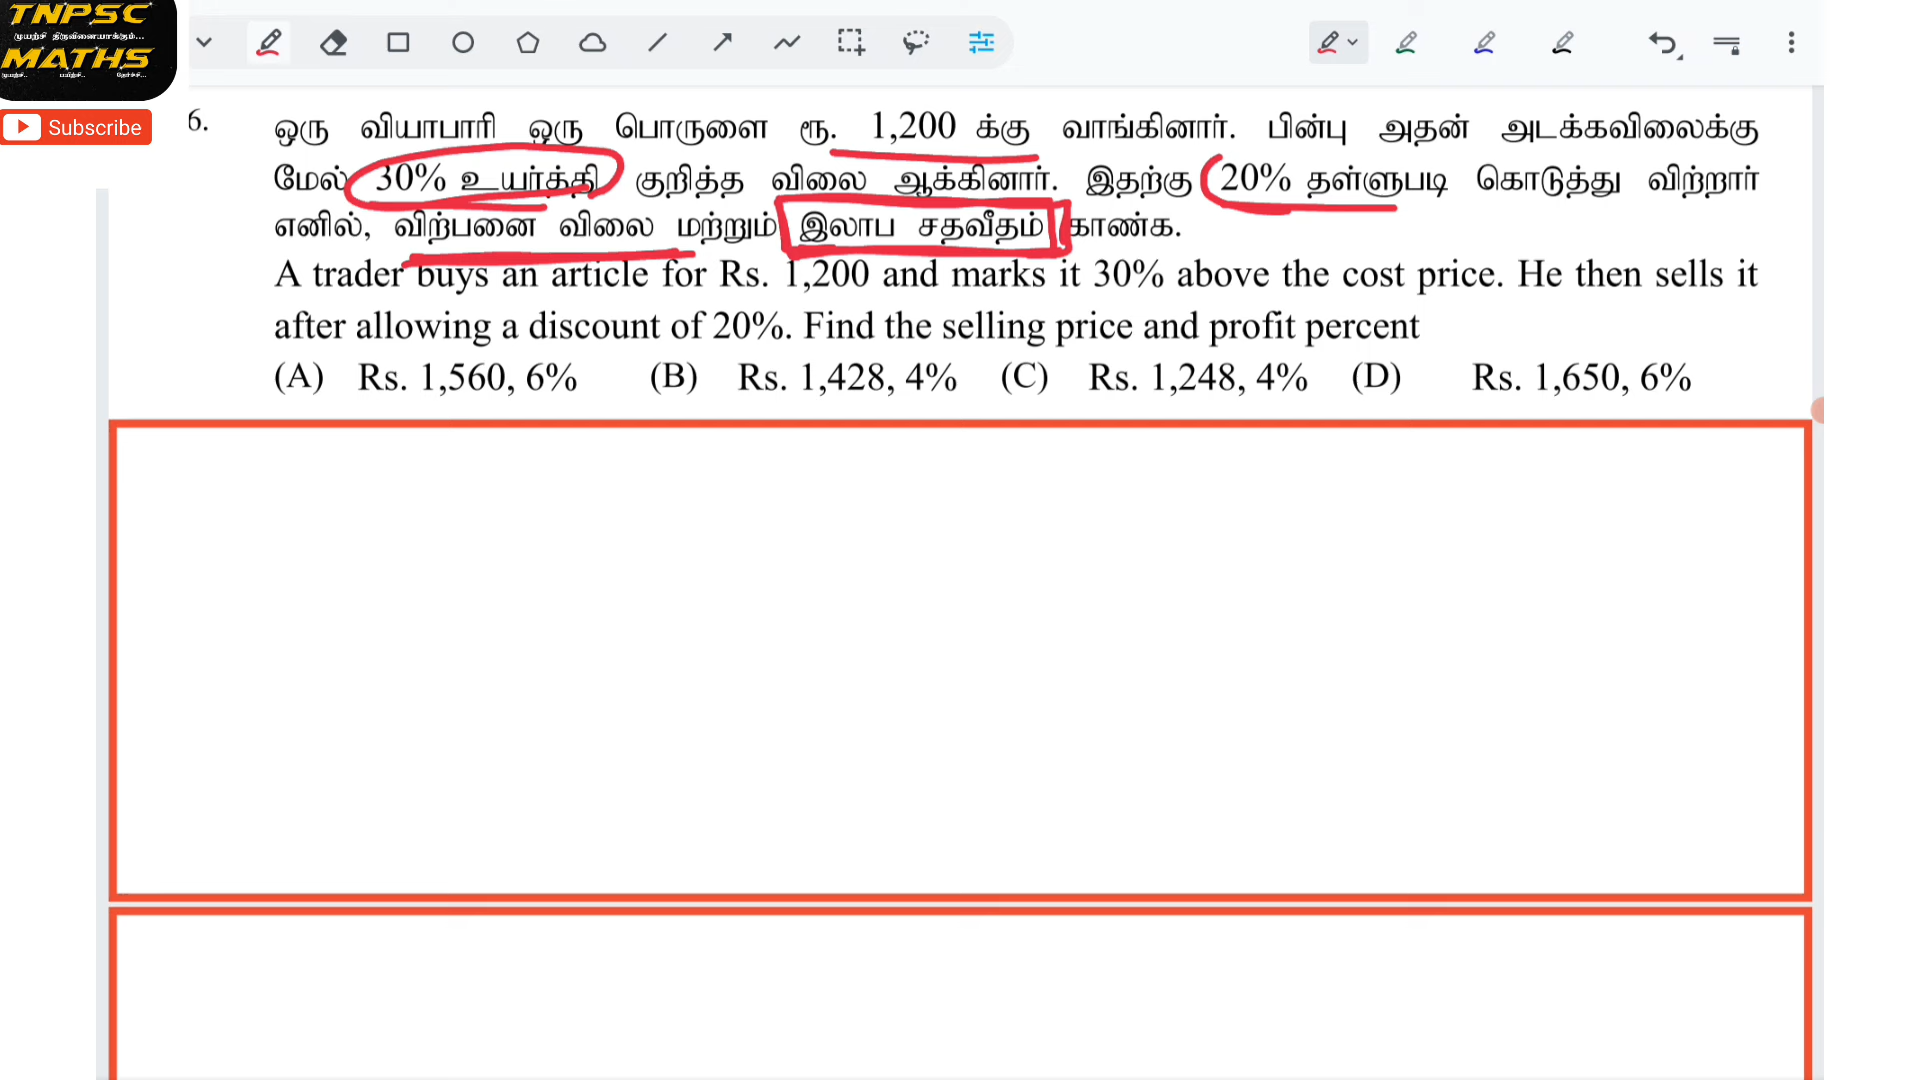 TNPSC
முயற்சி திருவினையாக்கும்...
MATHS
முயற்சி.. பயிற்சி.. தேர்ச்சி...
Subscribe
6. ஒரு வியாபாரி ஒரு பொருளை ரூ. 1,200 க்கு வாங்கினார். பின்பு அதன் அடக்கவிலைக்கு
மேல் 30% உயர்த்தி குறித்த விலை ஆக்கினார். இதற்கு 20% தள்ளுபடி கொடுத்து விற்றார்
எனில், விற்பனை விலை மற்றும் இலாப சதவீதம் காண்க.
A trader buys an article for Rs. 1,200 and marks it 30% above the cost price. He then sells it
after allowing a discount of 20%. Find the selling price and profit percent
(A) Rs. 1,560, 6% (B) Rs. 1,428, 4% (C) Rs. 1,248, 4% (D) Rs. 1,650, 6%